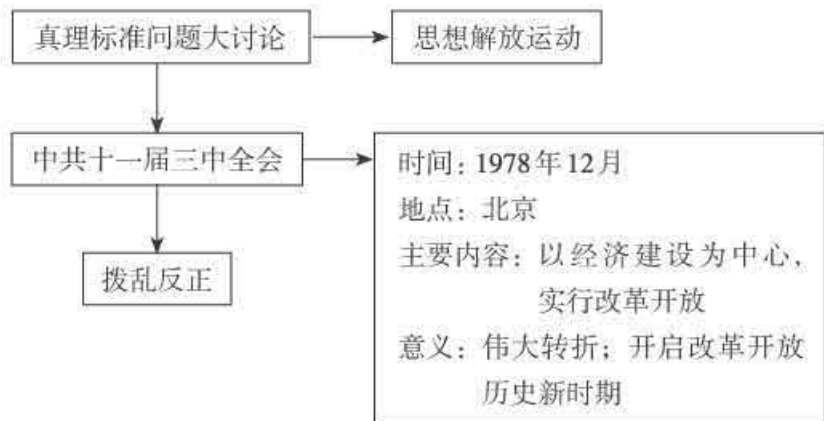 真理标准问题大讨论
思想解放运动
中共十一届三中全会
时间：1978年12月
地点：北京
主要内容：以经济建设为中心，
实行改革开放
意义：伟大转折；开启改革开放
历史新时期
拨乱反正